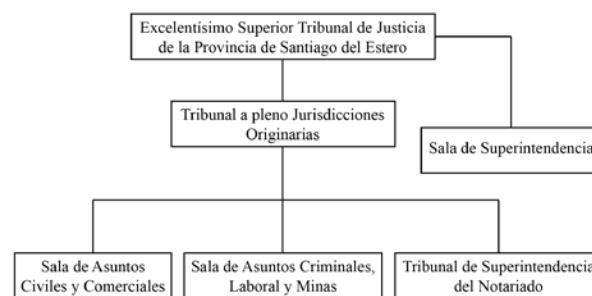 Excelentísimo Superior Tribunal de Justicia
de la Provincia de Santiago del Estero
Tribunal a pleno Jurisdicciones
Originarias
Sala de Superintendencia
Sala de Asuntos
Civiles y Comerciales
Sala de Asuntos Criminales,
Laboral y Minas
Tribunal de Superintendencia
del Notariado